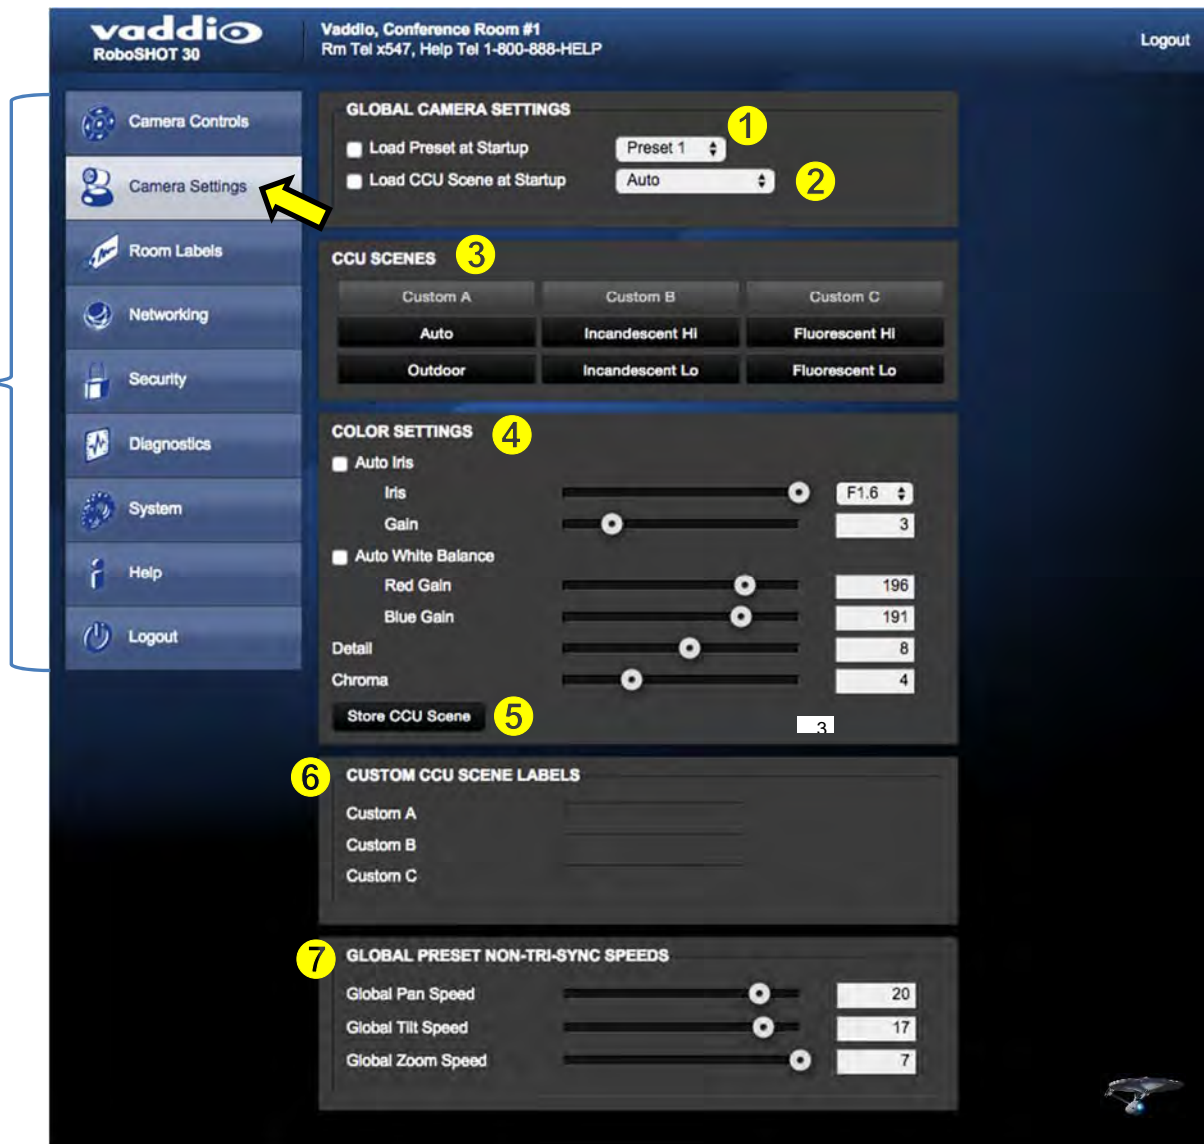 vaddio
RoboSHOT 30
Vaddio, Conference Room #1
Rm Tel x547, Help Tel 1-800-888-HELP
Logout
Camera Controls
Camera Settings
Room Labels
Networking
Security
Diagnostics
System
Help
Logout
GLOBAL CAMERA SETTINGS
1
Load Preset at Startup Preset 1
Load CCU Scene at Startup Auto 2
CCU SCENES 3
Custom A Custom B Custom C
Auto Incandescent Hi Fluorescent Hi
Outdoor Incandescent Lo Fluorescent Lo
COLOR SETTINGS 4
Auto Iris
Iris F1.6
Gain 3
Auto White Balance
Red Gain 196
Blue Gain 191
Detail 8
Chroma 4
Store CCU Scene 5 3
6 CUSTOM CCU SCENE LABELS
Custom A
Custom B
Custom C
7 GLOBAL PRESET NON-TRI-SYNC SPEEDS
Global Pan Speed 20
Global Tilt Speed 17
Global Zoom Speed 7